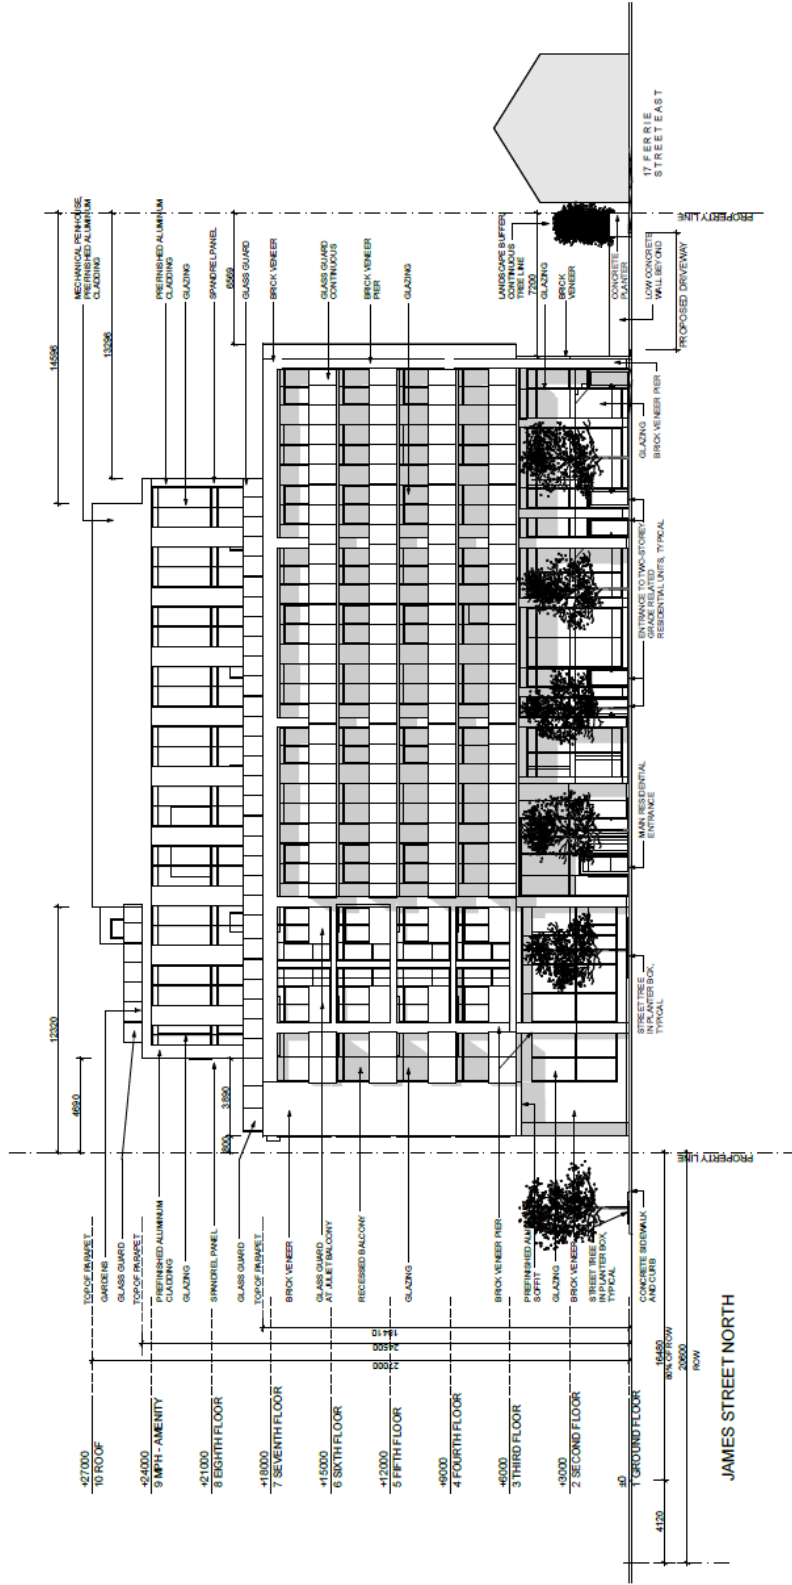 14596
13296
MECHANICAL PENHOUSE,
PREFINISHED ALUMINUM
CLADDING
PREFINISHED ALUMINUM
CLADDING
GLAZING
SPANDREL PANEL
6569
GLASS GUARD
BRICK VENEER
GLASS GUARD
CONTINUOUS
BRICK VENEER
PIER
GLAZING
LANDSCAPE BUFFER,
CONTINUOUS
TREE LINE
7200
GLAZING
BRICK
VENEER
CONCRETE
PLANTER
LOW CONCRETE
WALL BEYOND
PROPOSED DRIVEWAY
17 FERRIE
STREET EAST
PROPERTY LINE
GLAZING
BRICK VENEER PIER
ENTRANCE TO TWO-STOREY
GRADE RELATED
RESIDENTIAL UNITS, TYPICAL
MAIN RESIDENTIAL
ENTRANCE
STREET TREE
IN PLANTER BOX,
TYPICAL
12320
4690
3890
800
TOP OF PARAPET
GARDENS
GLASS GUARD
TOP OF PARAPET
PREFINISHED ALUMINUM
CLADDING
GLAZING
SPANDREL PANEL
GLASS GUARD
TOP OF PARAPET
BRICK VENEER
GLASS GUARD
AT JULIET BALCONY
RECESSED BALCONY
GLAZING
BRICK VENEER PIER
PREFINISHED
SOFFIT
GLAZING
BRICK VENEER
STREET TREE
IN PLANTER BOX,
TYPICAL
CONCRETE SIDEWALK
AND CURB
PROPERTY LINE
18410
24500
27000
+27000
10 ROOF
+24000
9 MPH - AMENITY
+21000
8 EIGHTH FLOOR
+18000
7 SEVENTH FLOOR
+15000
6 SIXTH FLOOR
+12000
5 FIFTH FLOOR
+9000
4 FOURTH FLOOR
+6000
3 THIRD FLOOR
+3000
2 SECOND FLOOR
±0
1 GROUND FLOOR
4120
16480
80% OF ROW
20600
ROW
JAMES STREET NORTH